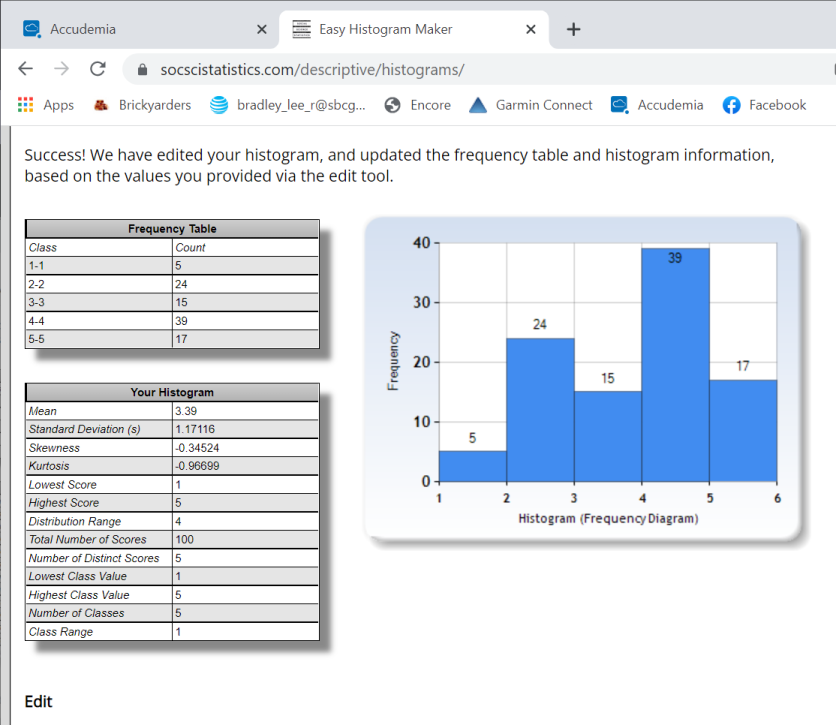 Accudemia
Easy Histogram Maker
socscistatistics.com/descriptive/histograms/
Apps Brickyarders bradley_lee_r@sbcg... Encore Garmin Connect Accudemia Facebook
Success! We have edited your histogram, and updated the frequency table and histogram information,
based on the values you provided via the edit tool.
Frequency Table
Class Count
1-1 5
2-2 24
3-3 15
4-4 39
5-5 17
Your Histogram
Mean 3.39
Standard Deviation (s) 1.17116
Skewness -0.34524
Kurtosis -0.96699
Lowest Score 1
Highest Score 5
Distribution Range 4
Total Number of Scores 100
Number of Distinct Scores 5
Lowest Class Value 1
Highest Class Value 5
Number of Classes 5
Class Range 1
40
39
30
24
20
17
15
10
5
0
Frequency
1 2 3 4 5 6
Histogram (Frequency Diagram)
Edit